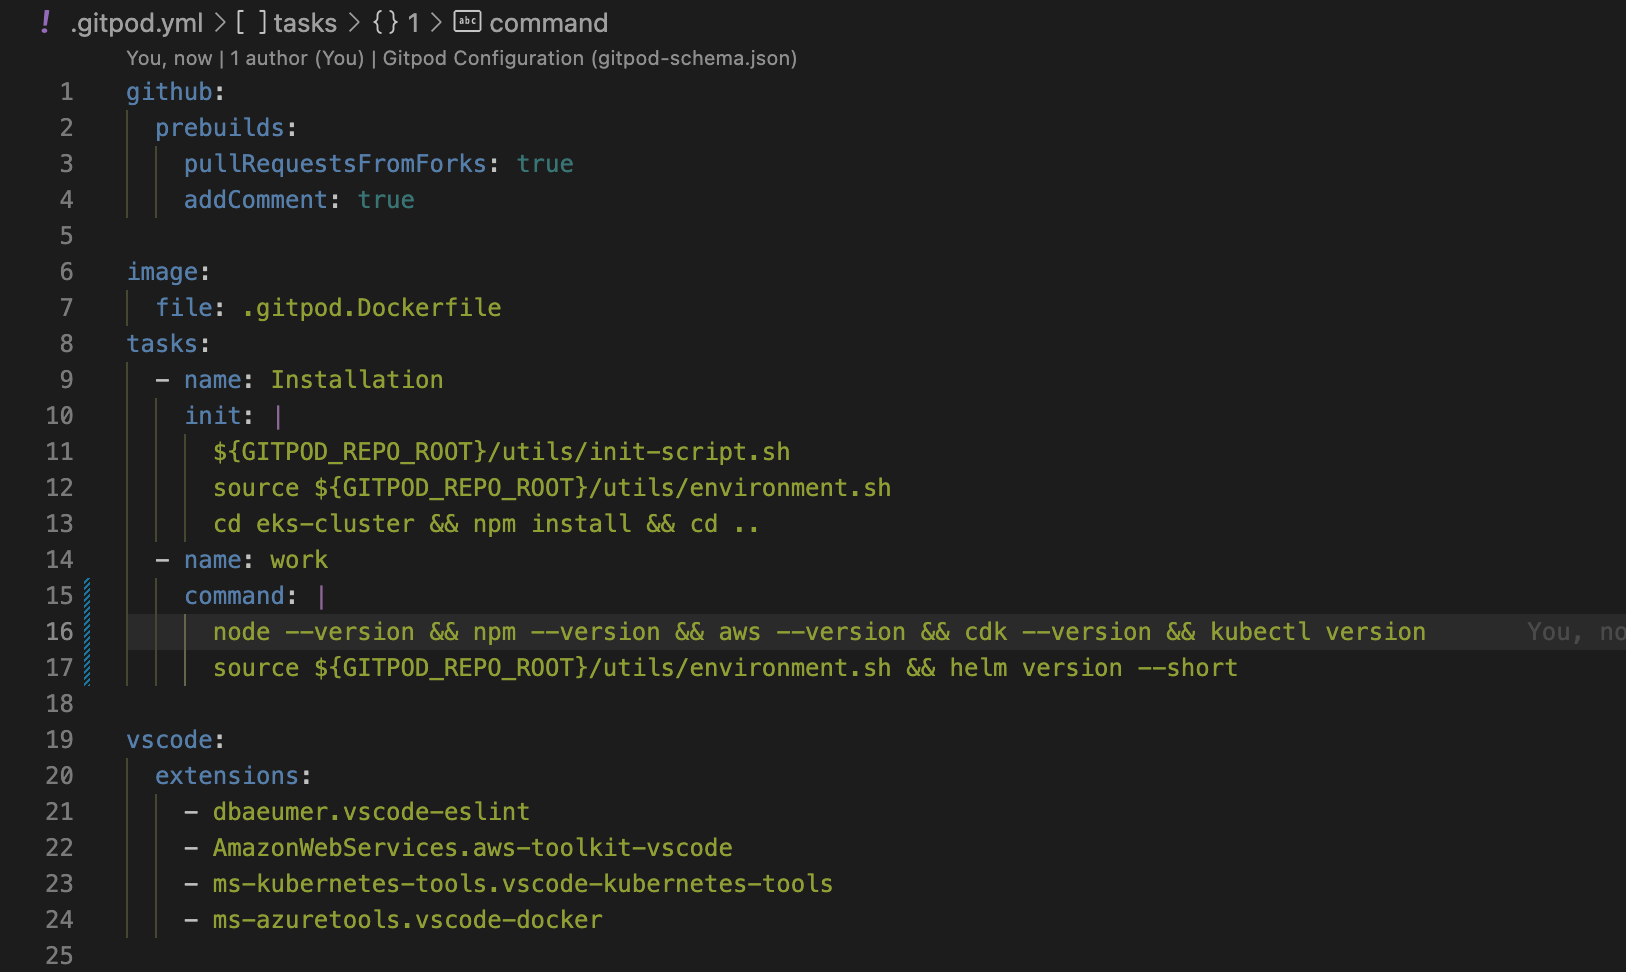 ! .gitpod.yml > [ ] tasks > {} 1 > abc command
You, now | 1 author (You) | Gitpod Configuration (gitpod-schema.json)
1 github:
2   prebuilds:
3     pullRequestsFromForks: true
4     addComment: true
5
6 image:
7   file: .gitpod.Dockerfile
8 tasks:
9   - name: Installation
10     init: |
11       ${GITPOD_REPO_ROOT}/utils/init-script.sh
12       source ${GITPOD_REPO_ROOT}/utils/environment.sh
13       cd eks-cluster && npm install && cd ..
14   - name: work
15     command: |
16       node --version && npm --version && aws --version && cdk --version && kubectl version You, no
17       source ${GITPOD_REPO_ROOT}/utils/environment.sh && helm version --short
18
19 vscode:
20   extensions:
21     - dbaeumer.vscode-eslint
22     - AmazonWebServices.aws-toolkit-vscode
23     - ms-kubernetes-tools.vscode-kubernetes-tools
24     - ms-azuretools.vscode-docker
25